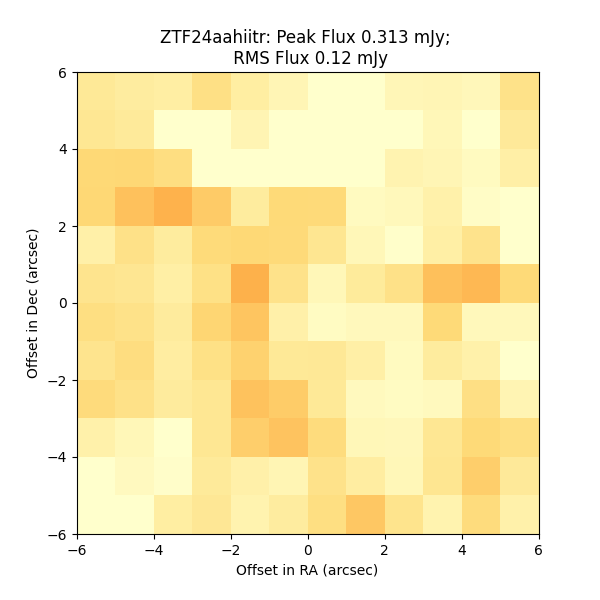 ZTF24aahiitr: Peak Flux 0.313 mJy;
RMS Flux 0.12 mJy
6
4
2
0
−2
−4
−6
Offset in Dec (arcsec)
−6 −4 −2 0 2 4 6
Offset in RA (arcsec)